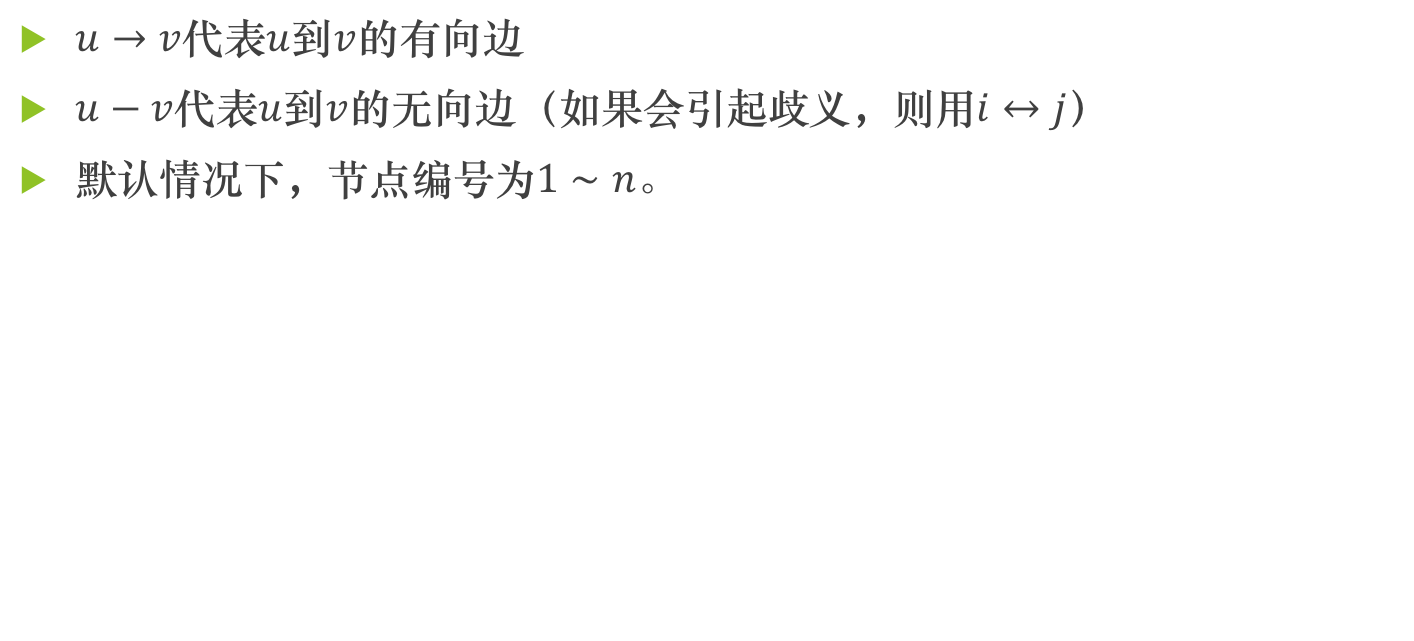 u → v代表u到v的有向边
u − v代表u到v的无向边（如果会引起歧义，则用i ↔ j）
默认情况下，节点编号为1 ~ n。